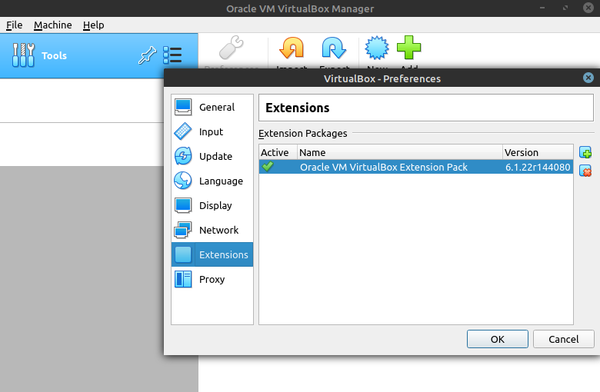 Oracle VM VirtualBox Manager
File Machine Help
Tools
Preferences Import Export New Add
VirtualBox - Preferences
General
Input
Update
Language
Display
Network
Extensions
Proxy
Extensions
Extension Packages
Active Name Version
Oracle VM VirtualBox Extension Pack 6.1.22r144080
OK Cancel